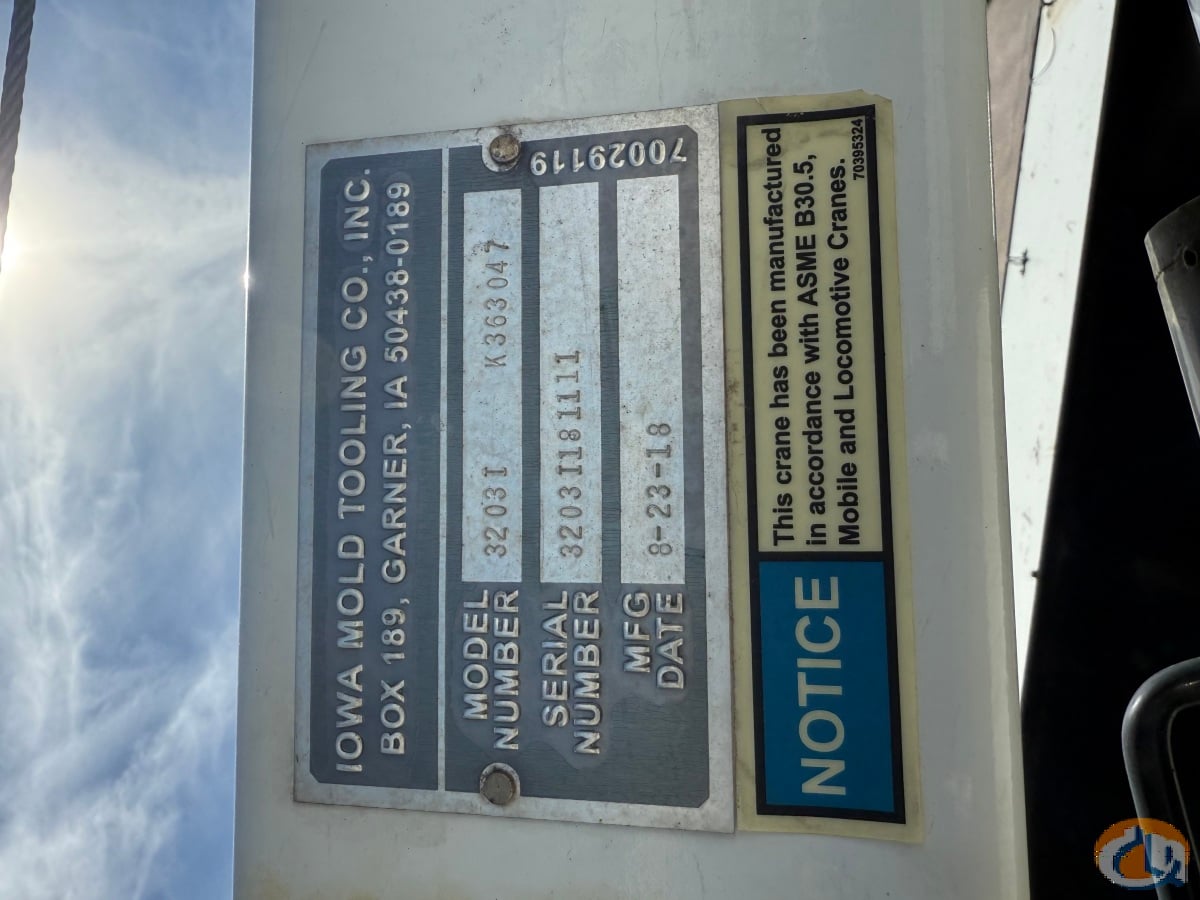 IOWA MOLD TOOLING CO., INC.
BOX 189, GARNER, IA 50438-0189
MODEL NUMBER
3203I K363047
SERIAL NUMBER
3203I181111
MFG DATE
8-23-18
70029119
NOTICE
This crane has been manufactured
in accordance with ASME B30.5,
Mobile and Locomotive Cranes.
70395324